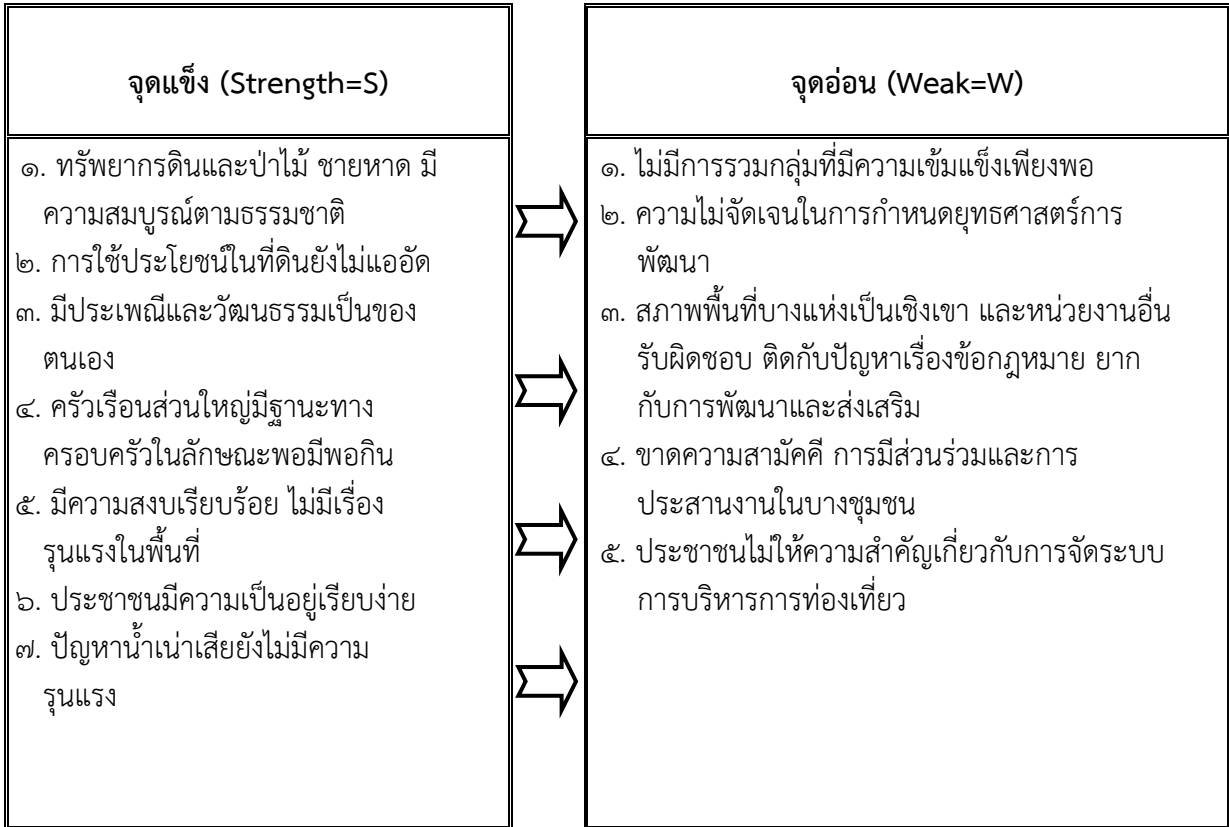 จุดแข็ง (Strength=S)
๑. ทรัพยากรดินและป่าไม้ ชายหาด มี
ความสมบูรณ์ตามธรรมชาติ
๒. การใช้ประโยชน์ในที่ดินยังไม่แออัด
๓. มีประเพณีและวัฒนธรรมเป็นของ
ตนเอง
๔. ครัวเรือนส่วนใหญ่มีฐานะทาง
ครอบครัวในลักษณะพอมีพอกิน
๕. มีความสงบเรียบร้อย ไม่มีเรื่อง
รุนแรงในพื้นที่
๖. ประชาชนมีความเป็นอยู่เรียบง่าย
๗. ปัญหาน้ำเน่าเสียยังไม่มีความ
รุนแรง
จุดอ่อน (Weak=W)
๑. ไม่มีการรวมกลุ่มที่มีความเข้มแข็งเพียงพอ
๒. ความไม่จัดเจนในการกำหนดยุทธศาสตร์การ
พัฒนา
๓. สภาพพื้นที่บางแห่งเป็นเชิงเขา และหน่วยงานอื่น
รับผิดชอบ ติดกับปัญหาเรื่องข้อกฎหมาย ยาก
กับการพัฒนาและส่งเสริม
๔. ขาดความสามัคคี การมีส่วนร่วมและการ
ประสานงานในบางชุมชน
๕. ประชาชนไม่ให้ความสำคัญเกี่ยวกับการจัดระบบ
การบริหารการท่องเที่ยว